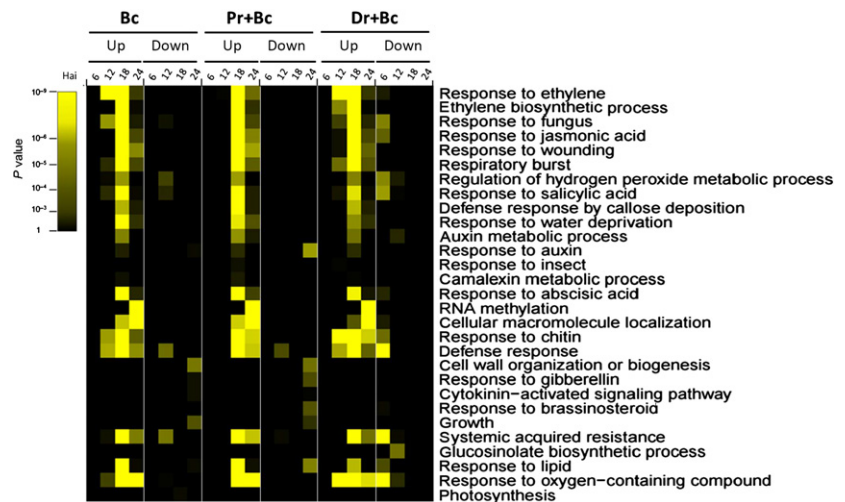 Bc Pr+Bc Dr+Bc
Up Down Up Down Up Down
Hai 6 12 18 24 6 12 18 24 6 12 18 24 6 12 18 24 6 12 18 24 6 12 18 24
P value
10⁻⁹
10⁻⁶
10⁻⁵
10⁻⁴
10⁻³
1
Response to ethylene
Ethylene biosynthetic process
Response to fungus
Response to jasmonic acid
Response to wounding
Respiratory burst
Regulation of hydrogen peroxide metabolic process
Response to salicylic acid
Defense response by callose deposition
Response to water deprivation
Auxin metabolic process
Response to auxin
Response to insect
Camalexin metabolic process
Response to abscisic acid
RNA methylation
Cellular macromolecule localization
Response to chitin
Defense response
Cell wall organization or biogenesis
Response to gibberellin
Cytokinin−activated signaling pathway
Response to brassinosteroid
Growth
Systemic acquired resistance
Glucosinolate biosynthetic process
Response to lipid
Response to oxygen−containing compound
Photosynthesis